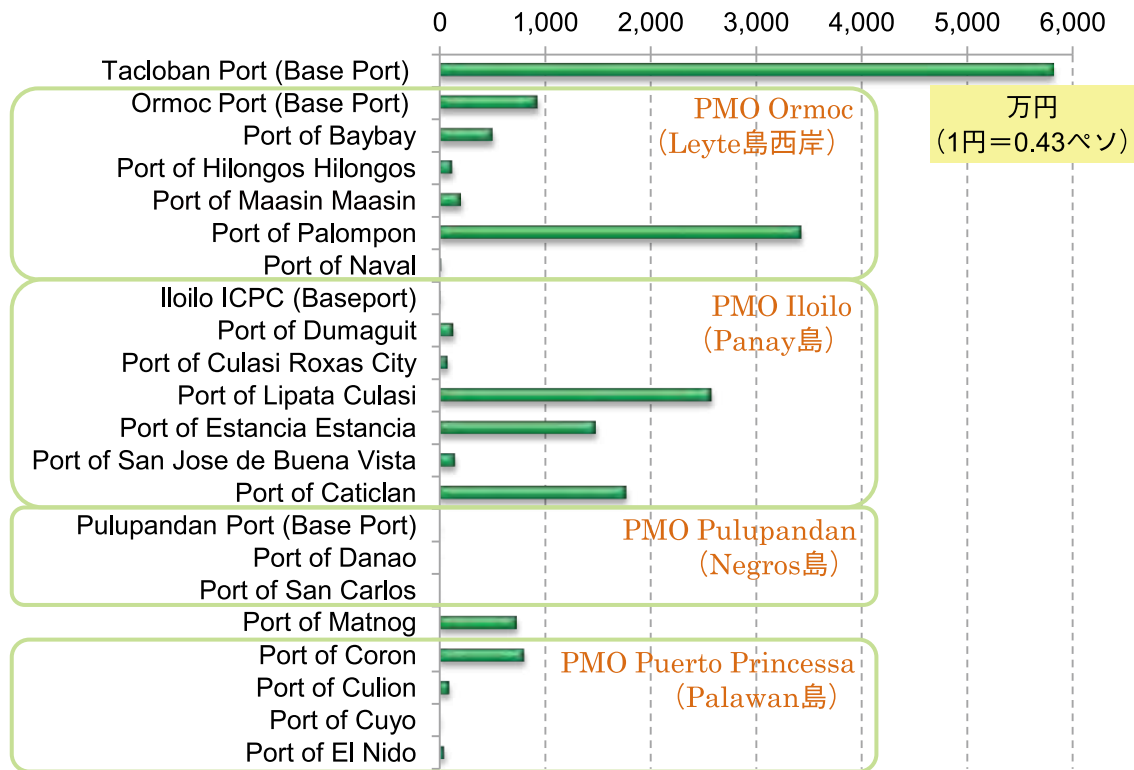 0 1,000 2,000 3,000 4,000 5,000 6,000
Tacloban Port (Base Port)
Ormoc Port (Base Port)
Port of Baybay
Port of Hilongos Hilongos
Port of Maasin Maasin
Port of Palompon
Port of Naval
PMO Ormoc
（Leyte島西岸）
万円
（1円＝0.43ペソ）
Iloilo ICPC (Baseport)
Port of Dumaguit
Port of Culasi Roxas City
Port of Lipata Culasi
Port of Estancia Estancia
Port of San Jose de Buena Vista
Port of Caticlan
PMO Iloilo
（Panay島）
Pulupandan Port (Base Port)
Port of Danao
Port of San Carlos
PMO Pulupandan
（Negros島）
Port of Matnog
Port of Coron
Port of Culion
Port of Cuyo
Port of El Nido
PMO Puerto Princessa
（Palawan島）